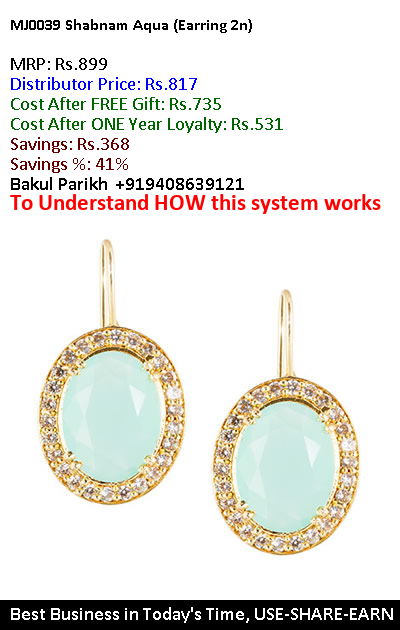 MJ0039 Shabnam Aqua (Earring 2n)
MRP: Rs.899
Distributor Price: Rs.817
Cost After FREE Gift: Rs.735
Cost After ONE Year Loyalty: Rs.531
Savings: Rs.368
Savings %: 41%
Bakul Parikh +919408639121
To Understand HOW this system works
Best Business in Today's Time, USE-SHARE-EARN